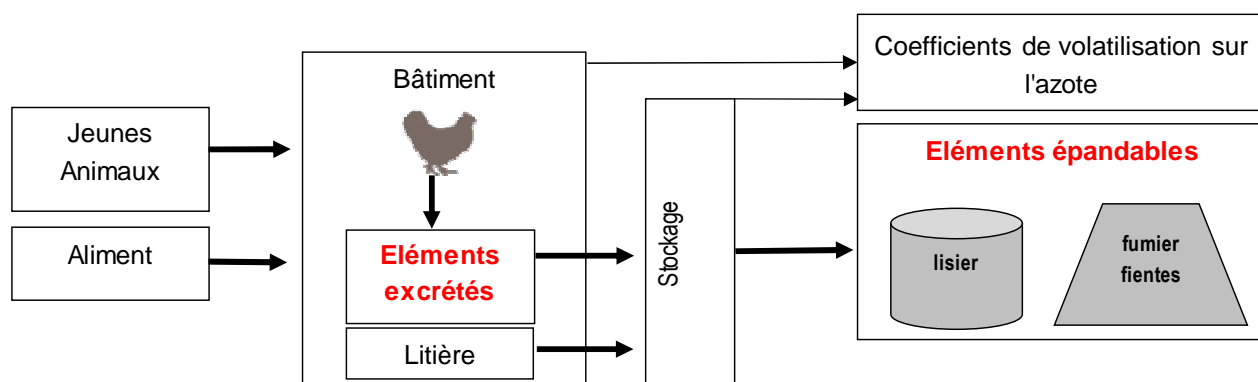 Jeunes
Animaux
Aliment
Bâtiment
Eléments
excrétés
Litière
Stockage
Coefficients de volatilisation sur
l'azote
Eléments épandables
lisier
fumier
fientes